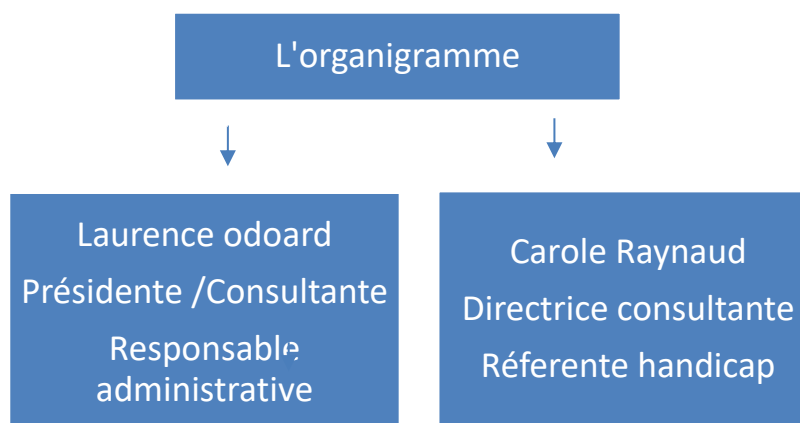 L'organigramme
Laurence odoard
Présidente /Consultante
Responsable
administrative
Carole Raynaud
Directrice consultante
Réferente handicap